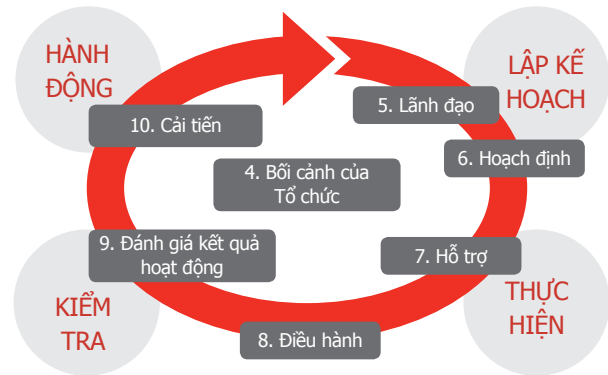 HÀNH
ĐỘNG
LẬP KẾ
HOẠCH
5. Lãnh đạo
10. Cải tiến
6. Hoạch định
4. Bối cảnh của
Tổ chức
9. Đánh giá kết quả
hoạt động
7. Hỗ trợ
KIỂM
TRA
THỰC
HIỆN
8. Điều hành